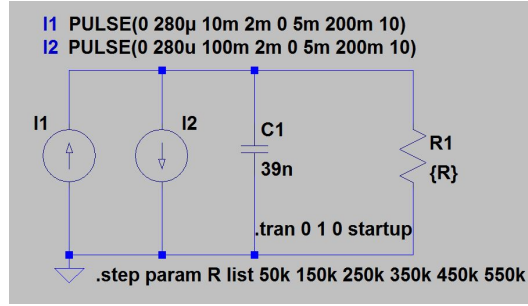 I1 PULSE(0 280µ 10m 2m 0 5m 200m 10)
I2 PULSE(0 280u 100m 2m 0 5m 200m 10)
I1
I2
C1
39n
R1
{R}
.tran 0 1 0 startup
.step param R list 50k 150k 250k 350k 450k 550k